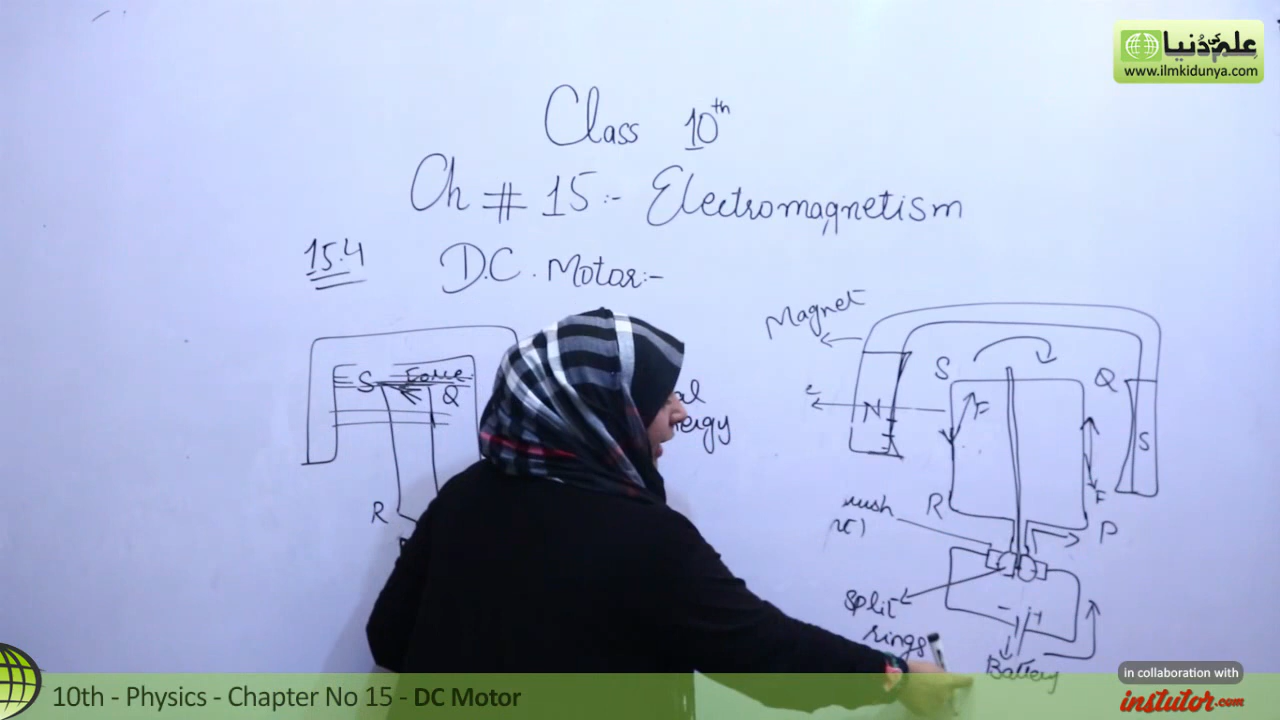 علم کی دُنیا
www.ilmkidunya.com
Class 10th
Ch # 15:- Electromagnetism
15.4
D.C. Motor:-
Magnet
S Force Q
R
S
Q
F
N
S
F
R
P
split
rings
- +
Battery
in collaboration with
instutor.com
10th - Physics - Chapter No 15 - DC Motor